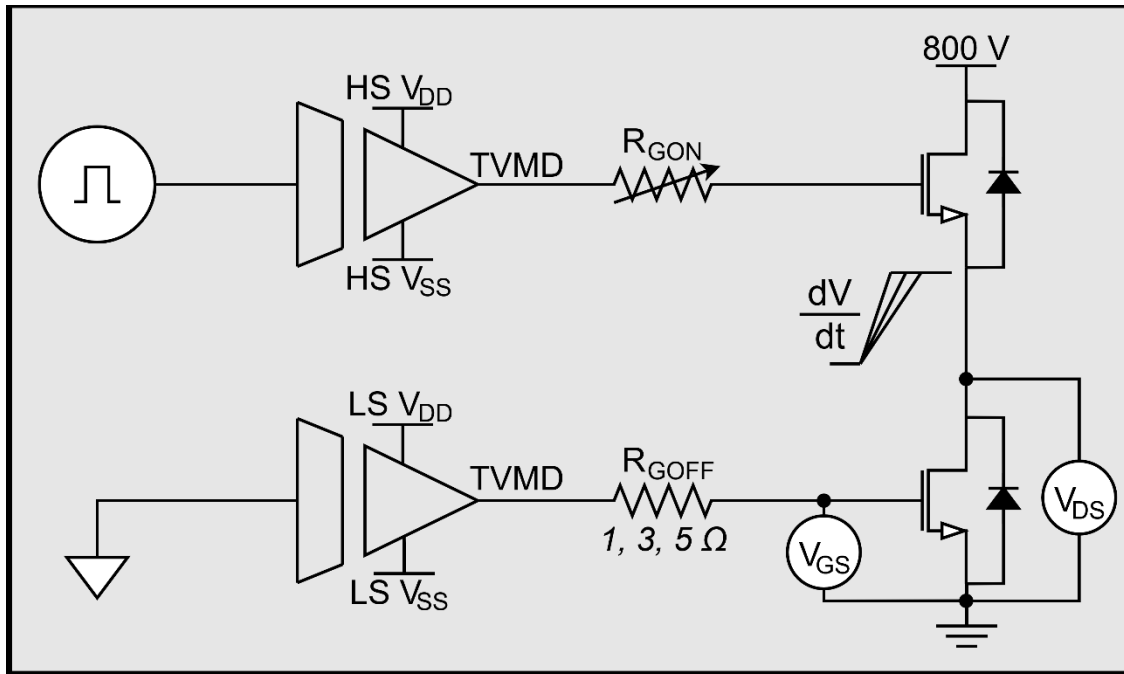 800 V
HS VDD
TVMD
RGON
HS VSS
dV
dt
LS VDD
TVMD
RGOFF
1, 3, 5 Ω
VGS
VDS
LS VSS